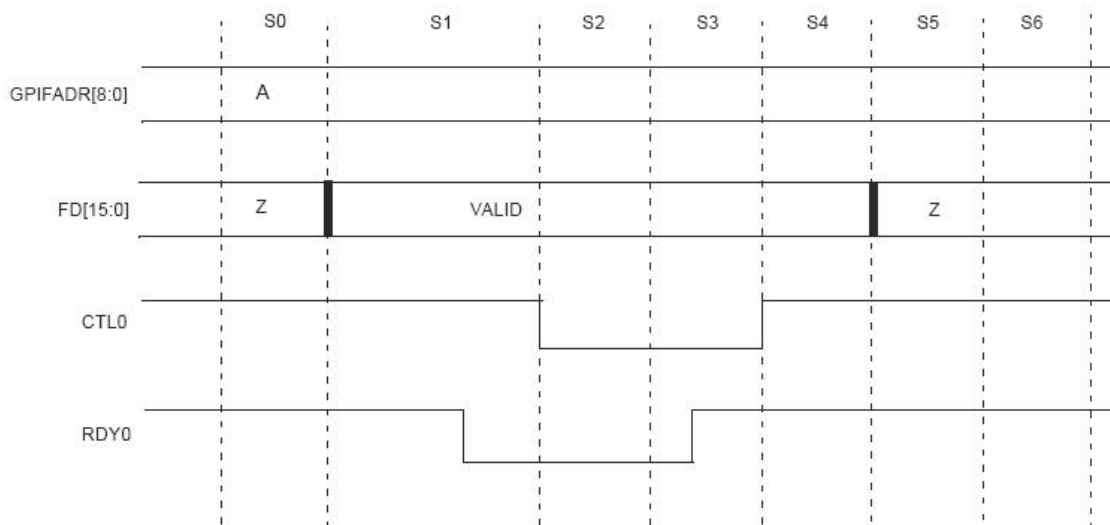 S0 S1 S2 S3 S4 S5 S6
GPIFADR[8:0] A
FD[15:0] Z VALID Z
CTL0
RDY0